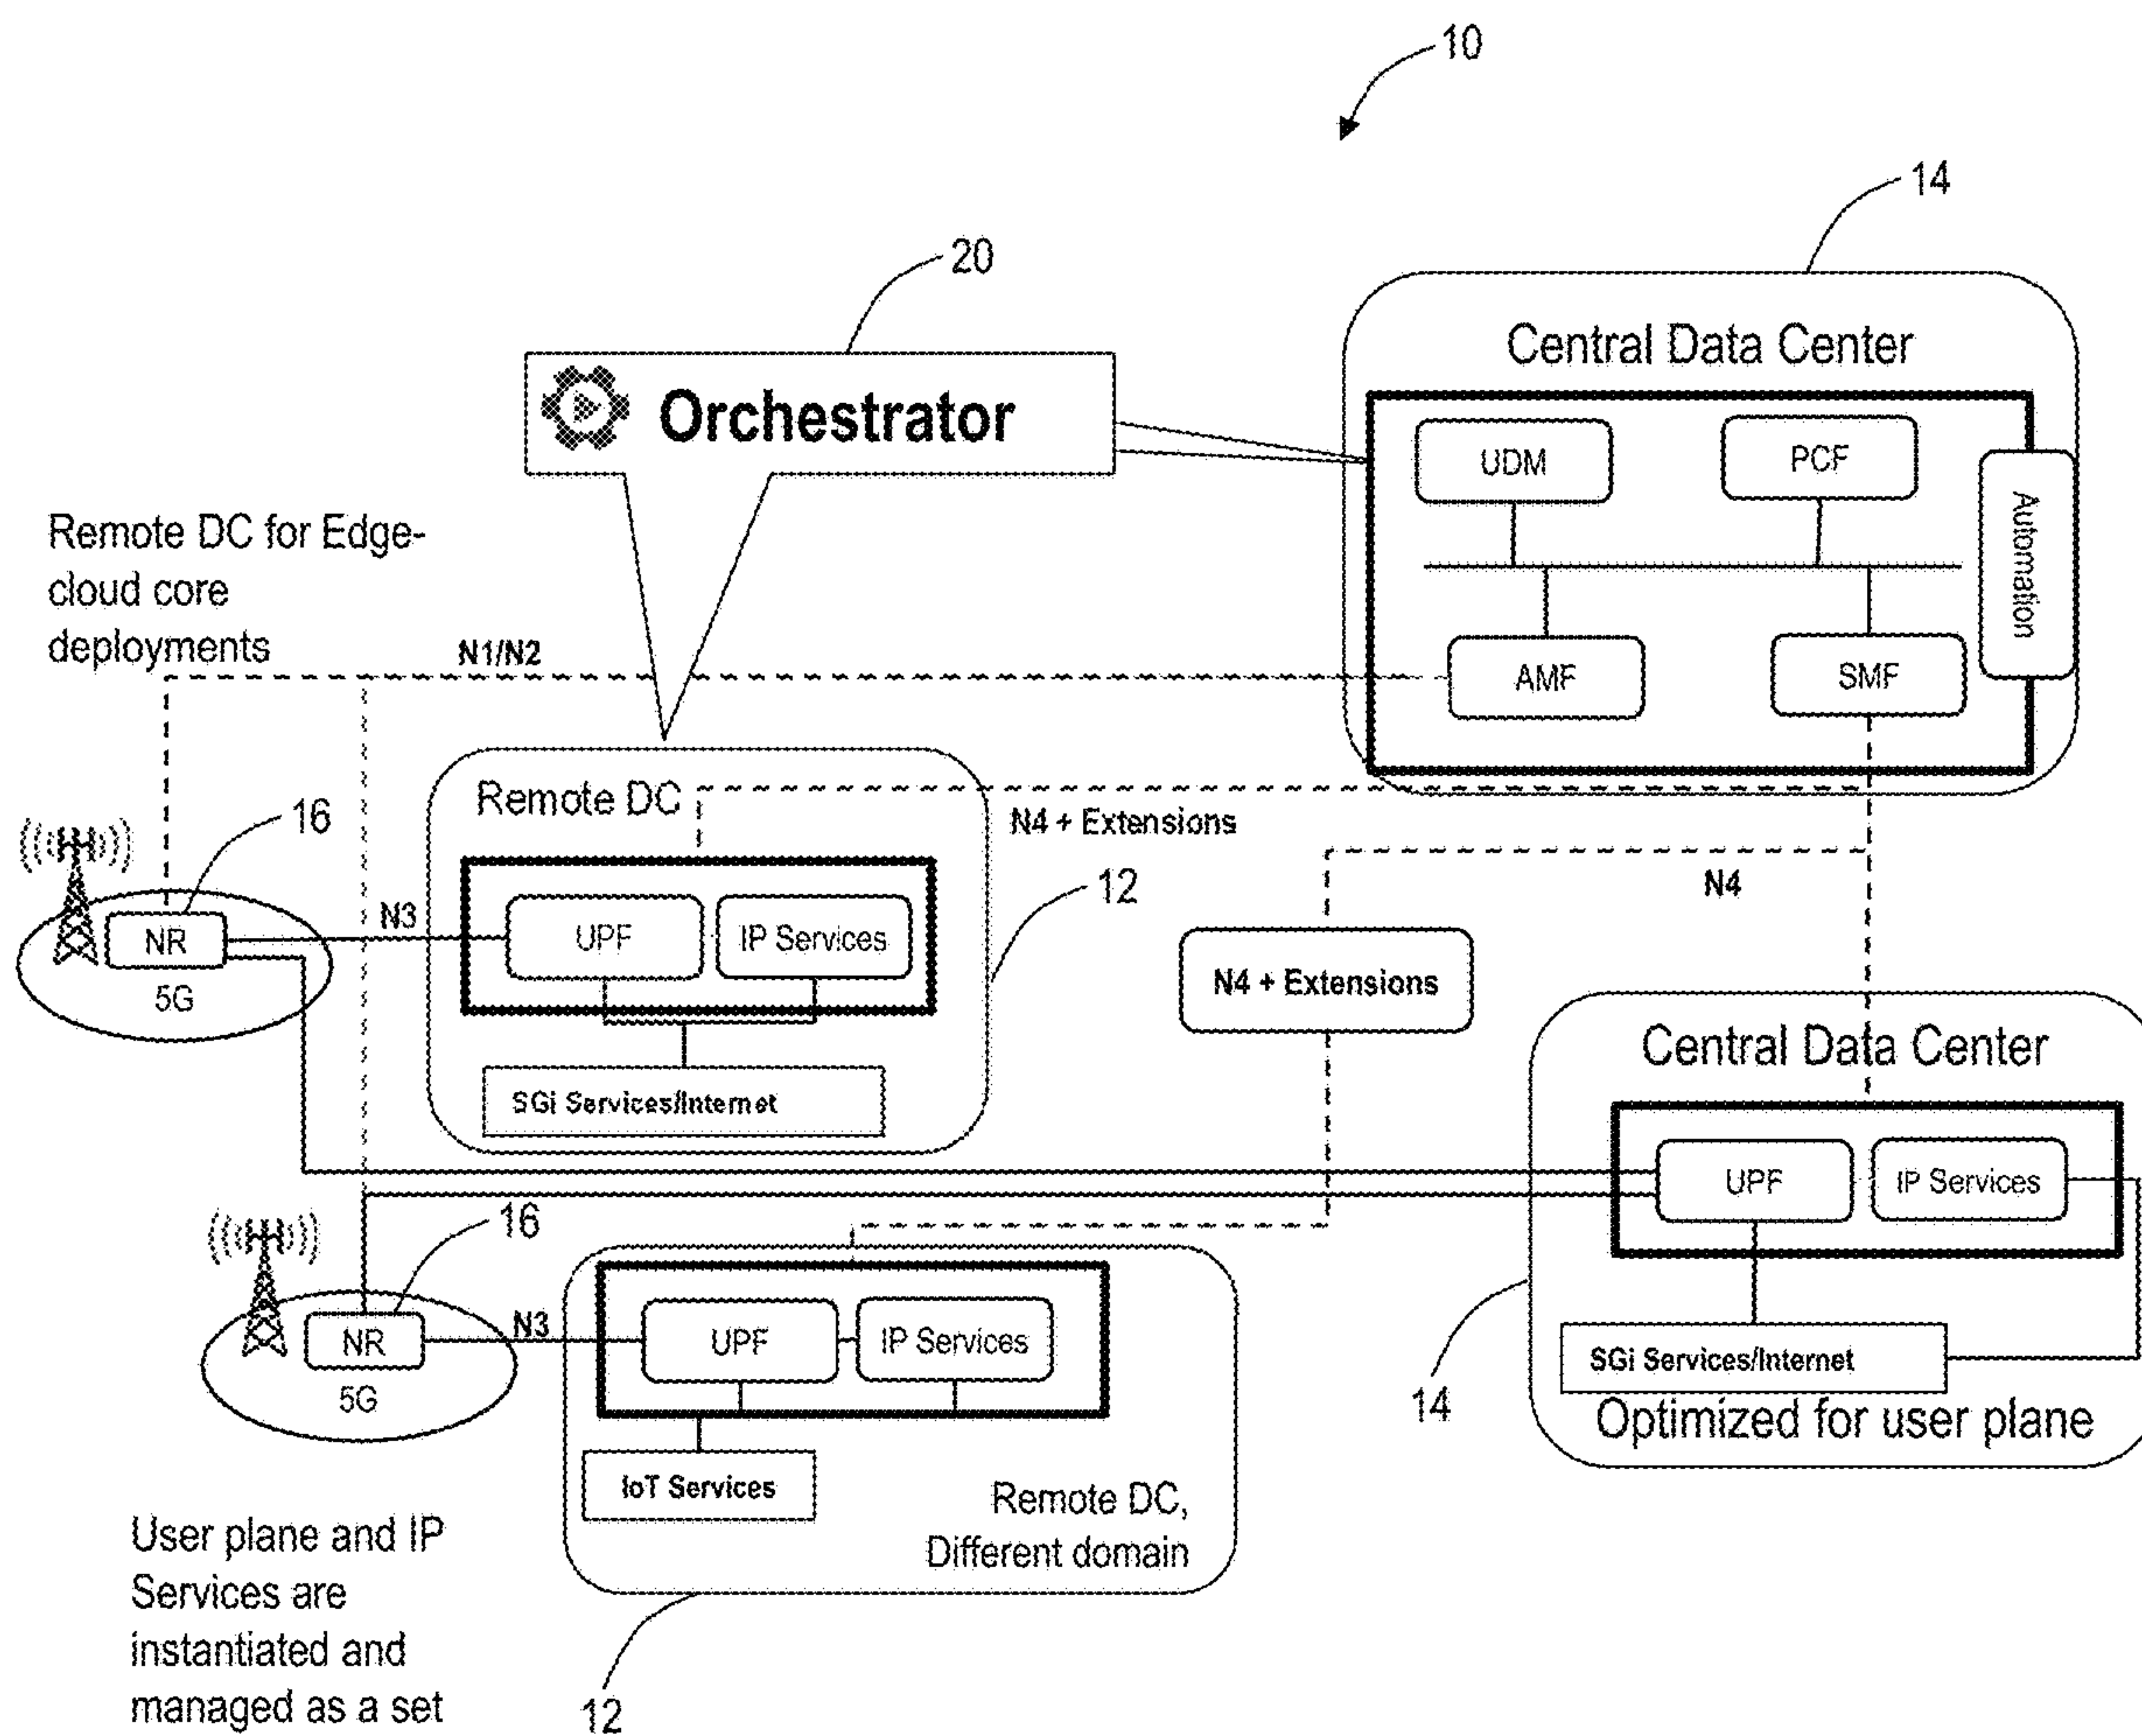 10
14
20
Central Data Center
Orchestrator
UDM
PCF
Automation
Remote DC for Edge-
cloud core
deployments
N1/N2
AMF
SMF
Remote DC
16
N4 + Extensions
12
N4
N3
NR
UPF
IP Services
5G
N4 + Extensions
SGi Services/Internet
Central Data Center
UPF
IP Services
16
N3
NR
UPF
IP Services
5G
SGi Services/Internet
14
Optimized for user plane
IoT Services
Remote DC,
Different domain
User plane and IP
Services are
instantiated and
managed as a set
12